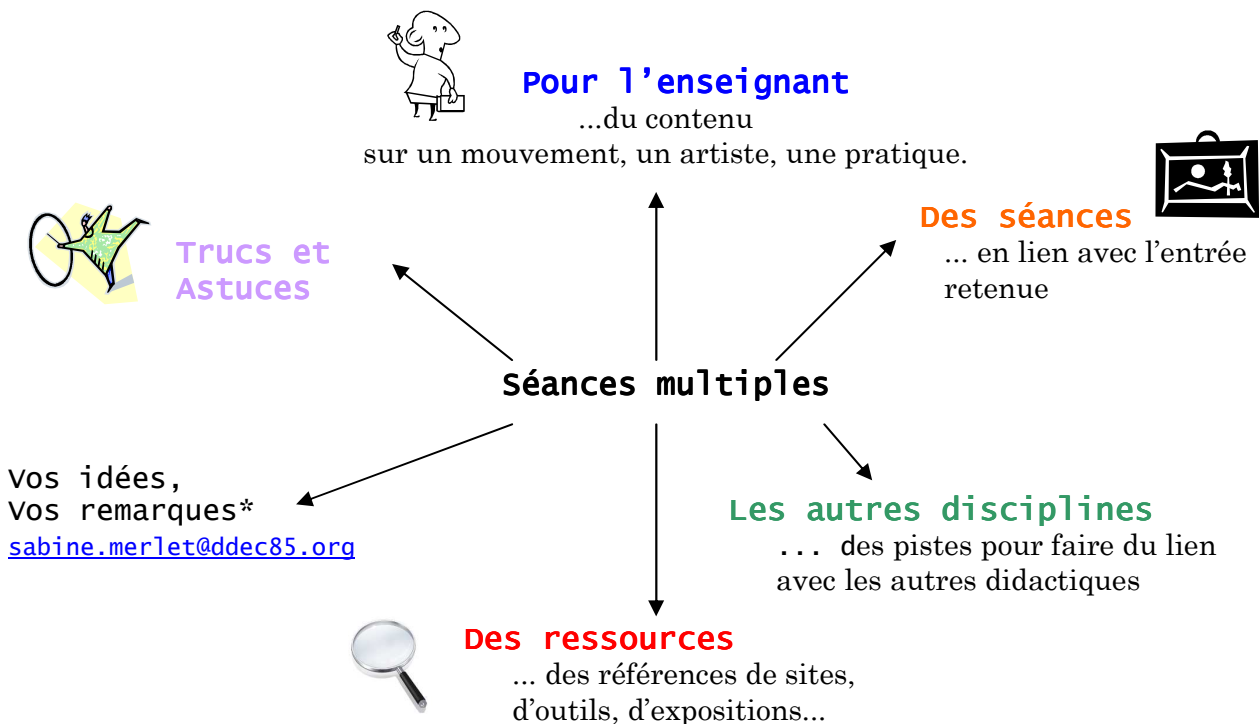 Pour l’enseignant
...du contenu
sur un mouvement, un artiste, une pratique.
Des séances
... en lien avec l’entrée
retenue
Trucs et
Astuces
Séances multiples
Vos idées,
Vos remarques*
sabine.merlet@ddec85.org
Les autres disciplines
... des pistes pour faire du lien
avec les autres didactiques
Des ressources
... des références de sites,
d’outils, d’expositions...